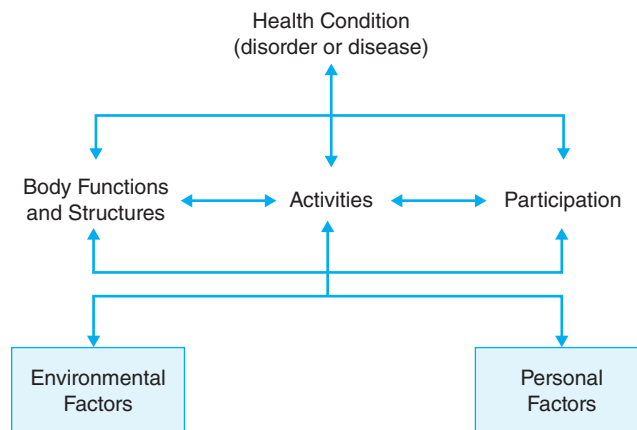 Health Condition
(disorder or disease)
Body Functions
and Structures
Activities
Participation
Environmental
Factors
Personal
Factors